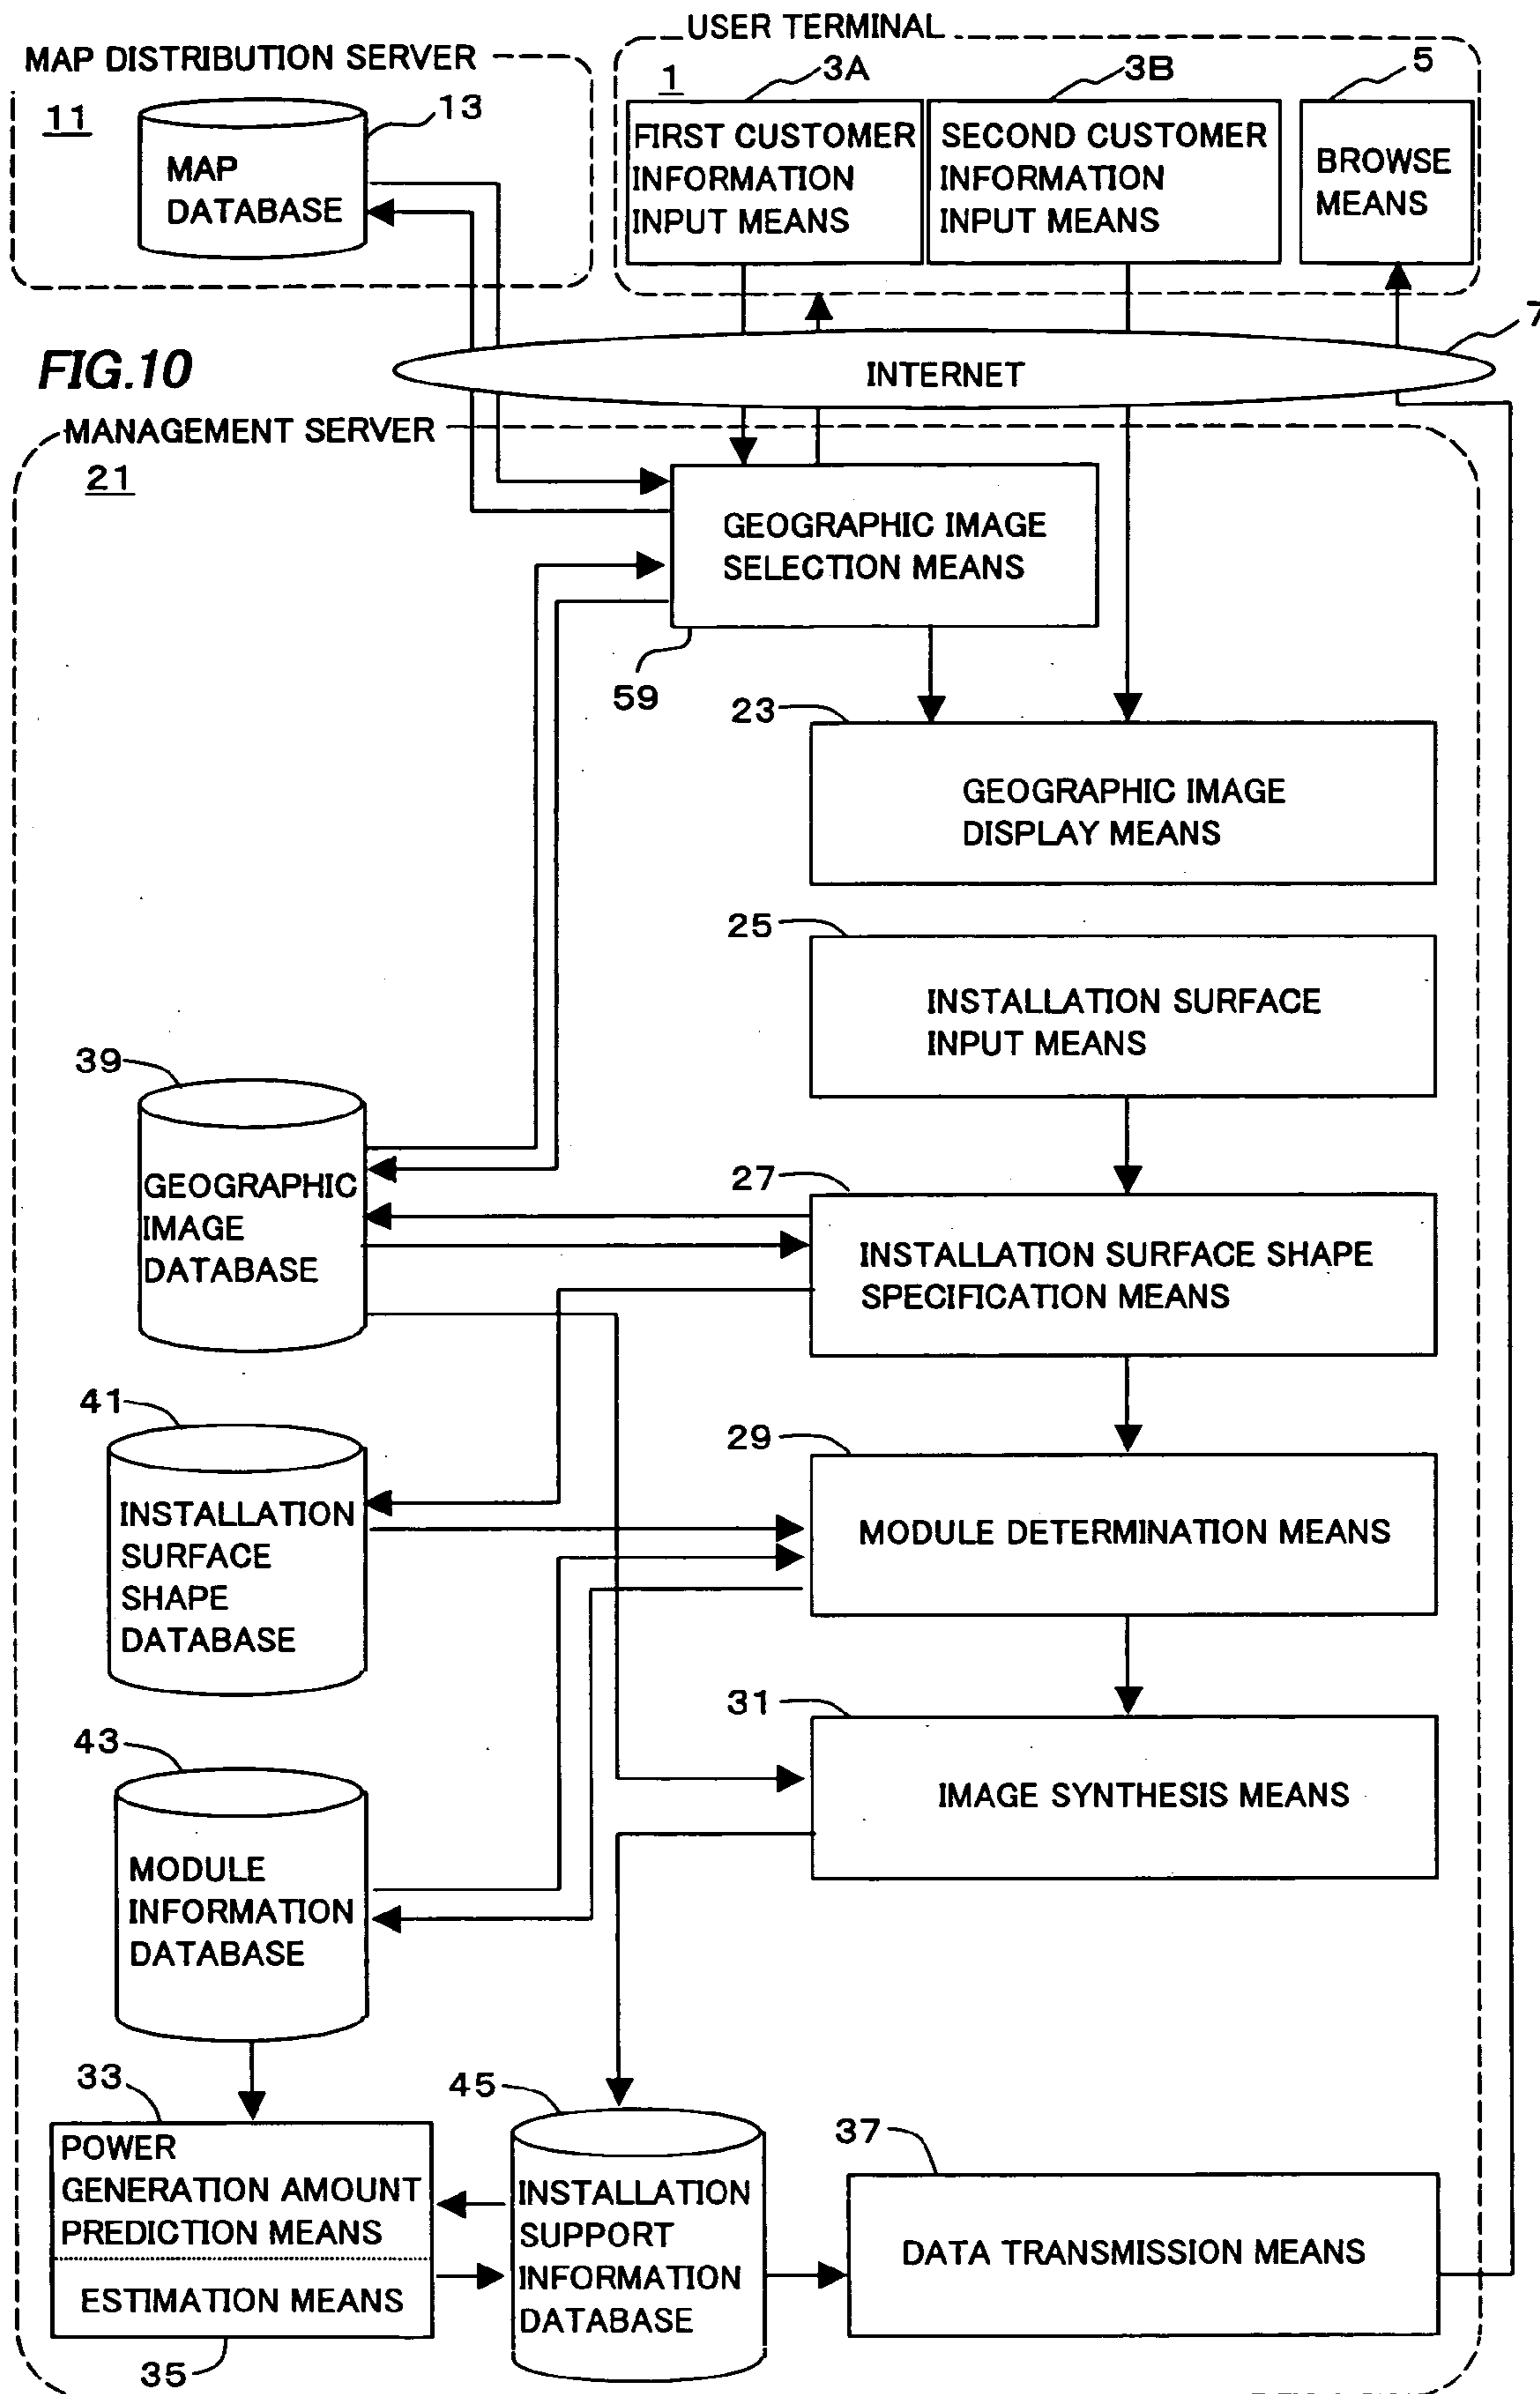 USER TERMINAL
MAP DISTRIBUTION SERVER
11
13
MAP
DATABASE
1
3A
3B
5
FIRST CUSTOMER
INFORMATION
INPUT MEANS
SECOND CUSTOMER
INFORMATION
INPUT MEANS
BROWSE
MEANS
7
FIG.10
INTERNET
MANAGEMENT SERVER
21
GEOGRAPHIC IMAGE
SELECTION MEANS
59
23
GEOGRAPHIC IMAGE
DISPLAY MEANS
25
INSTALLATION SURFACE
INPUT MEANS
39
GEOGRAPHIC
IMAGE
DATABASE
27
INSTALLATION SURFACE SHAPE
SPECIFICATION MEANS
41
INSTALLATION
SURFACE
SHAPE
DATABASE
29
MODULE DETERMINATION MEANS
43
MODULE
INFORMATION
DATABASE
31
IMAGE SYNTHESIS MEANS
33
POWER
GENERATION AMOUNT
PREDICTION MEANS
ESTIMATION MEANS
35
45
INSTALLATION
SUPPORT
INFORMATION
DATABASE
37
DATA TRANSMISSION MEANS